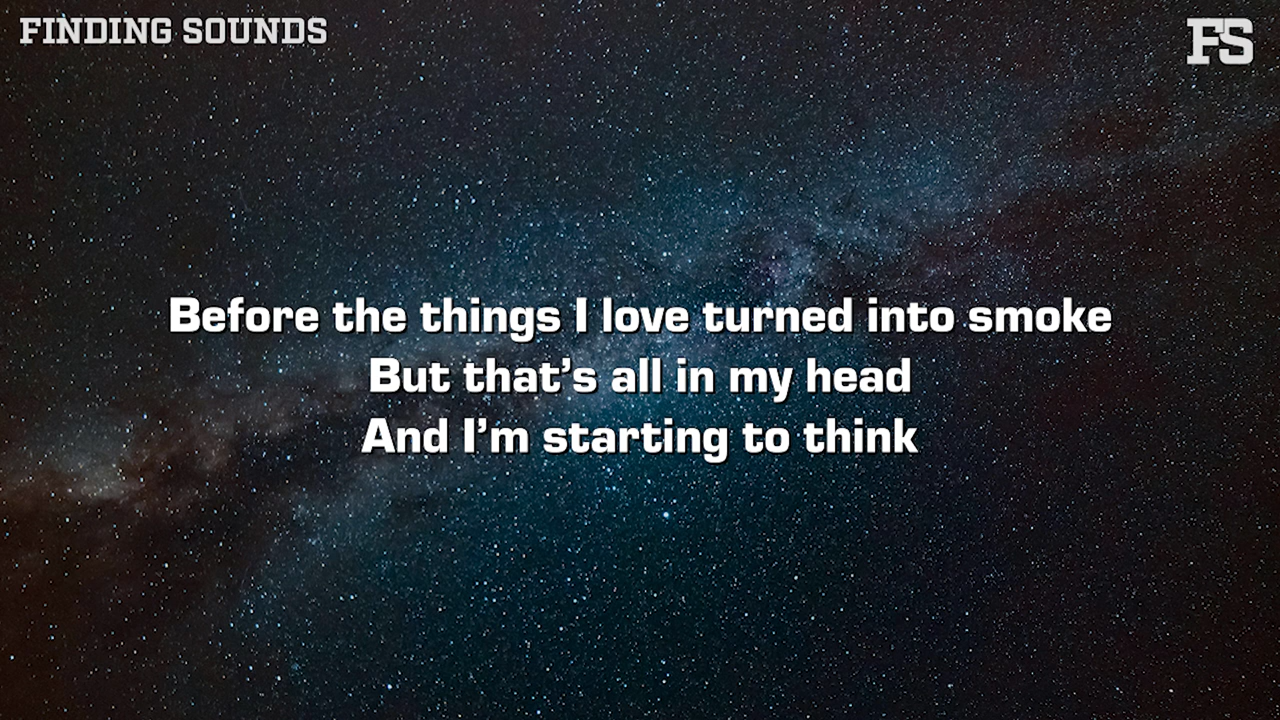 FINDING SOUNDS
FS
Before the things I love turned into smoke
But that’s all in my head
And I’m starting to think